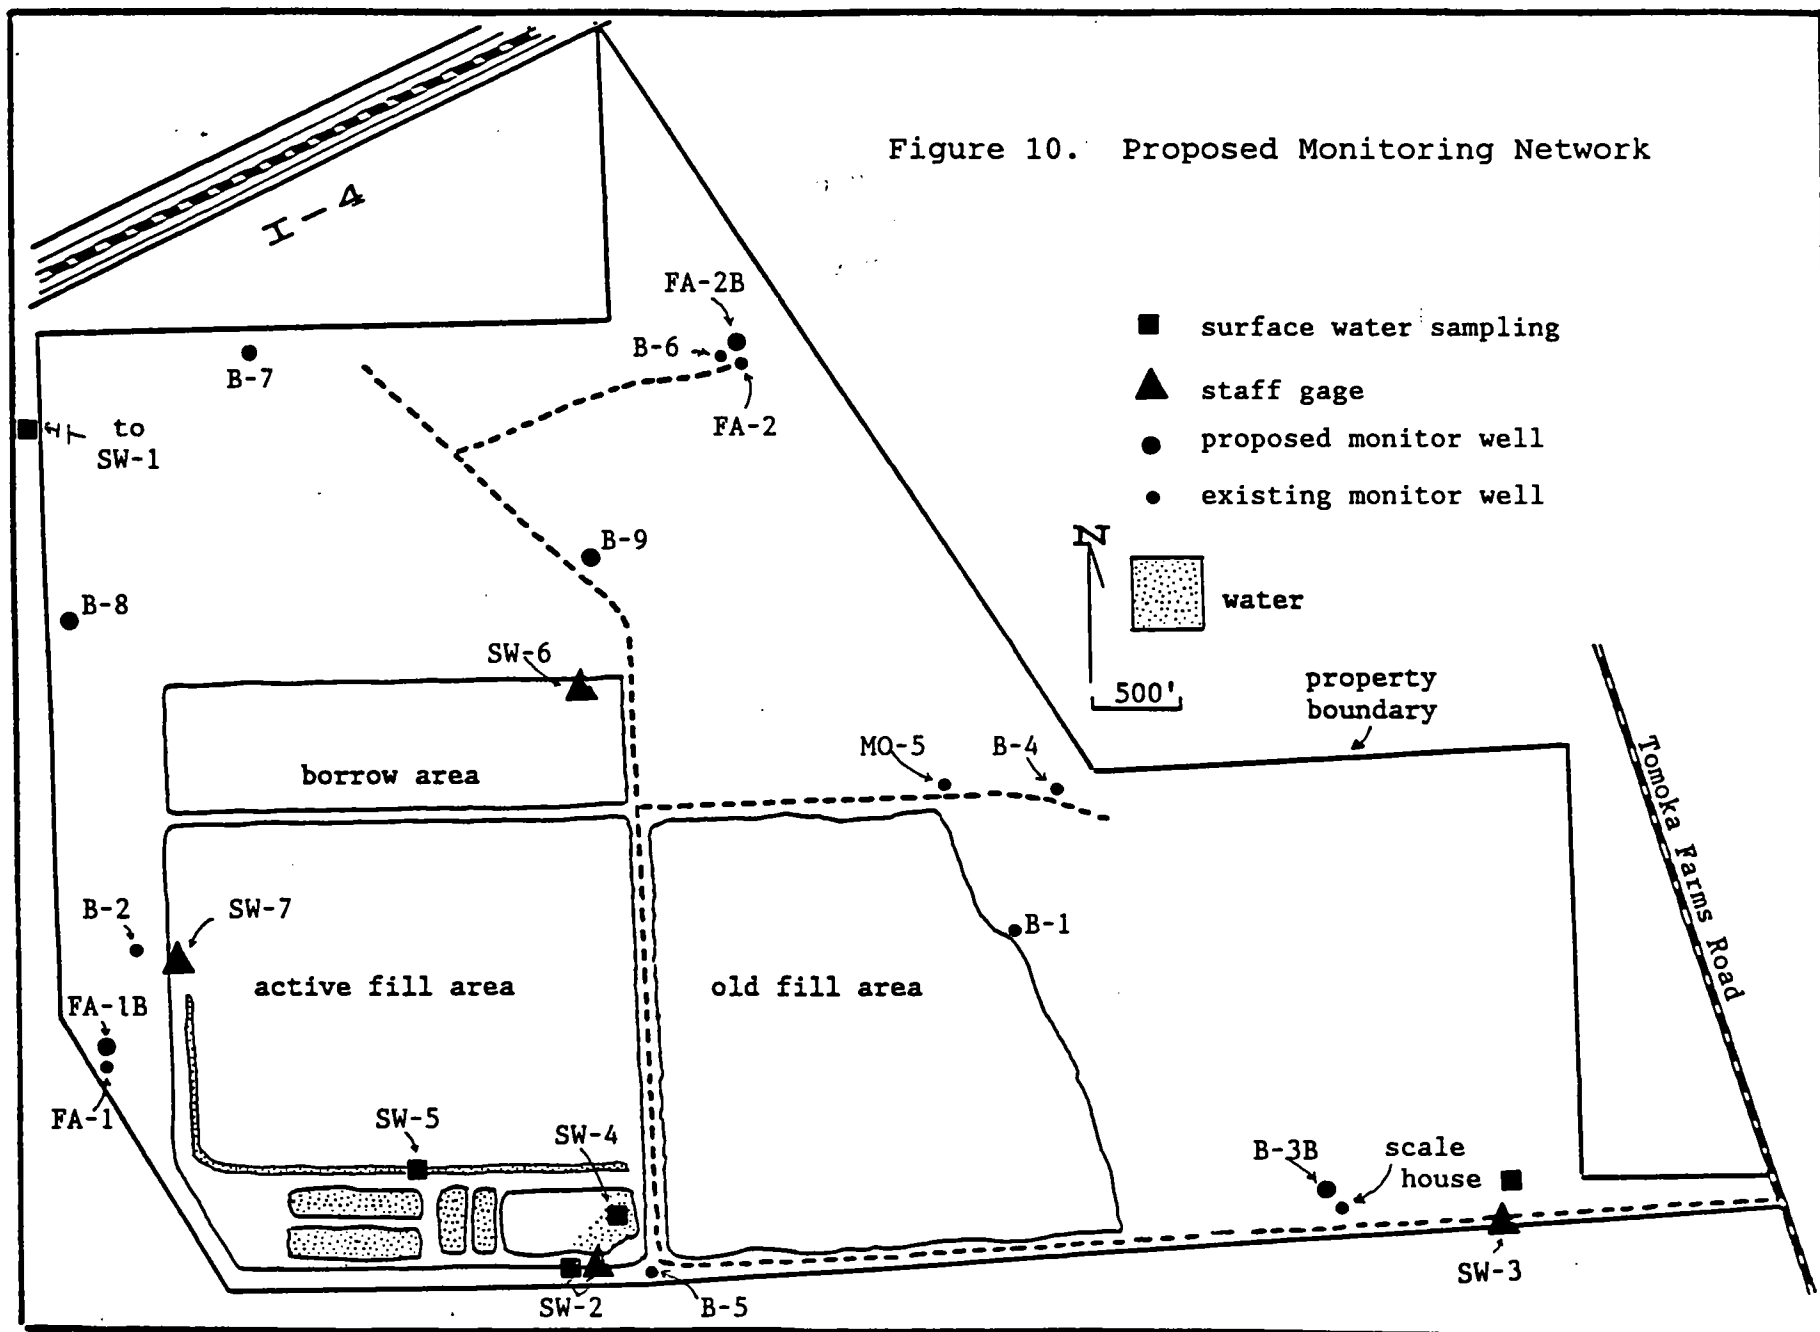 Figure 10. Proposed Monitoring Network
I-4
FA-2B
B-6
B-7
FA-2
surface water sampling
staff gage
proposed monitor well
existing monitor well
to
SW-1
N
water
B-9
B-8
SW-6
500'
property
boundary
MO-5
B-4
borrow area
Tomoka Farms Road
B-2
SW-7
B-1
active fill area
old fill area
FA-1B
FA-1
SW-5
SW-4
B-3B
scale
house
SW-3
SW-2
B-5